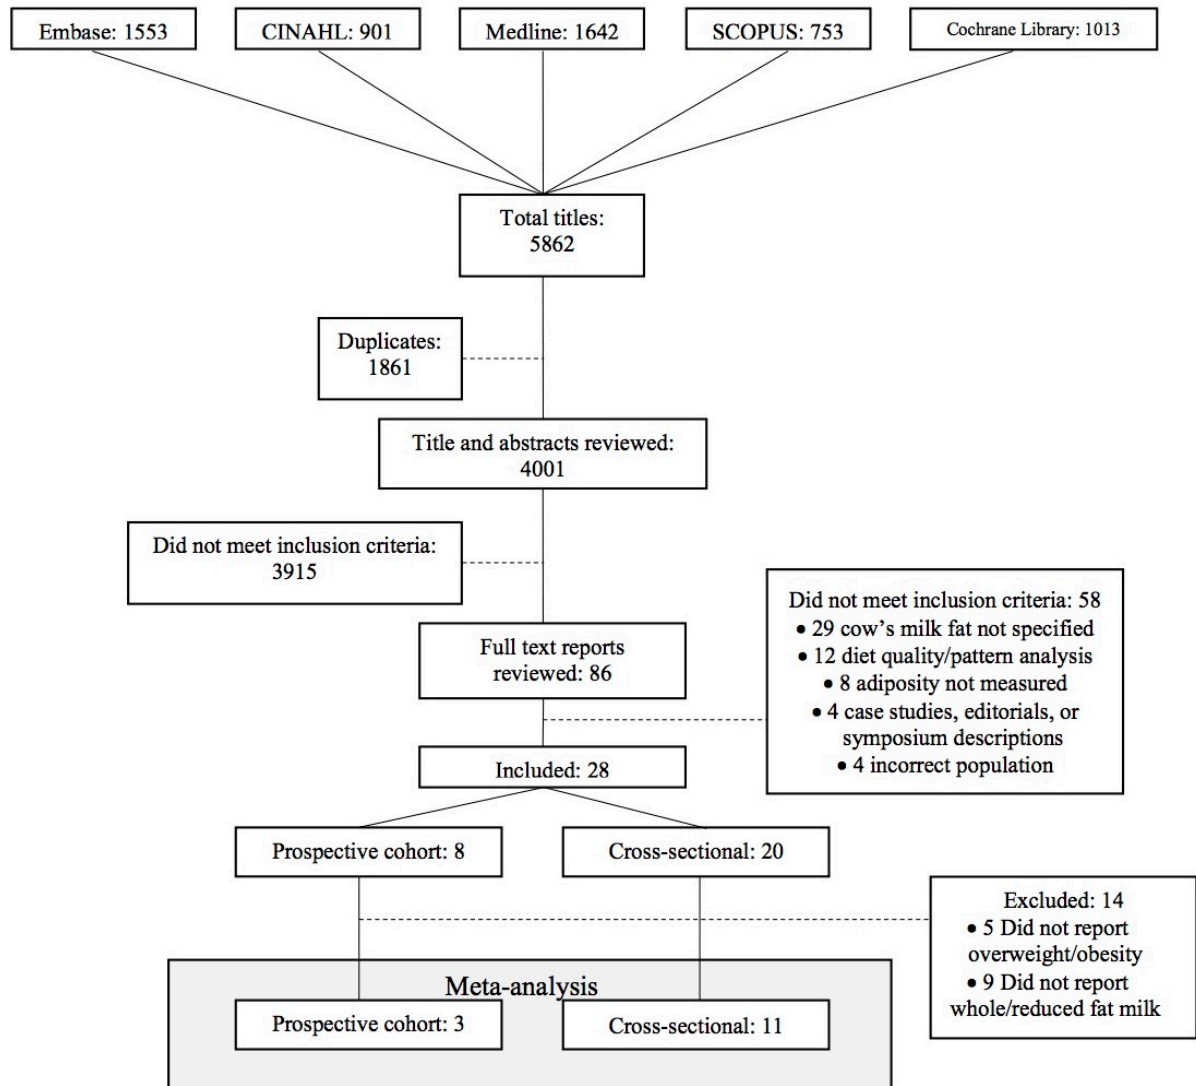 Embase: 1553
CINAHL: 901
Medline: 1642
SCOPUS: 753
Cochrane Library: 1013
Total titles:
5862
Duplicates:
1861
Title and abstracts reviewed:
4001
Did not meet inclusion criteria:
3915
Full text reports
reviewed: 86
Did not meet inclusion criteria: 58
• 29 cow's milk fat not specified
• 12 diet quality/pattern analysis
• 8 adiposity not measured
• 4 case studies, editorials, or
symposium descriptions
• 4 incorrect population
Included: 28
Prospective cohort: 8
Cross-sectional: 20
Excluded: 14
• 5 Did not report
overweight/obesity
• 9 Did not report
whole/reduced fat milk
Meta-analysis
Prospective cohort: 3
Cross-sectional: 11